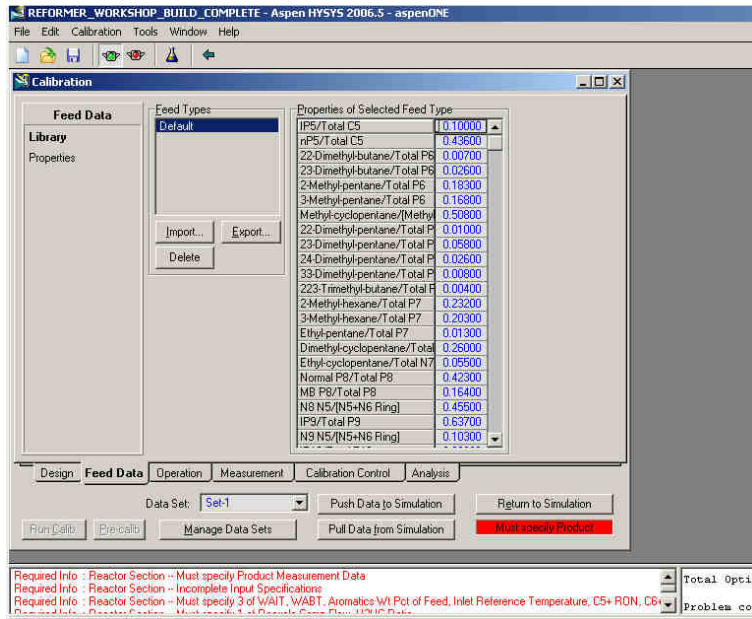 REFORMER_WORKSHOP_BUILD_COMPLETE - Aspen HYSYS 2006.5 - aspenONE
File Edit Calibration Tools Window Help
Calibration
Feed Data
Library
Properties
Feed Types
Default
Import...
Export...
Delete
Properties of Selected Feed Type
IP5/Total C5 0.10000
nP5/Total C5 0.43600
22-Dimethyl-butane/Total P6 0.00700
23-Dimethyl-butane/Total P6 0.02600
2-Methyl-pentane/Total P6 0.18300
3-Methyl-pentane/Total P6 0.16800
Methyl-cyclopentane/[Methyl 0.50800
22-Dimethyl-pentane/Total P 0.01000
23-Dimethyl-pentane/Total P 0.05800
24-Dimethyl-pentane/Total P 0.02600
33-Dimethyl-pentane/Total P 0.00800
223-Trimethyl-butane/Total P 0.00400
2-Methyl-hexane/Total P7 0.23200
3-Methyl-hexane/Total P7 0.20300
Ethyl-pentane/Total P7 0.01300
Dimethyl-cyclopentane/Total 0.26000
Ethyl-cyclopentane/Total N7 0.05500
Normal P8/Total P8 0.42300
MB P8/Total P8 0.16400
N8 N5/[N5+N6 Ring] 0.45500
IP9/Total P9 0.63700
N9 N5/[N5+N6 Ring] 0.10300
Design Feed Data Operation Measurement Calibration Control Analysis
Data Set: Set-1 Push Data to Simulation Return to Simulation
Run Calib Pre-calib Manage Data Sets Pull Data from Simulation Must specify Product
Required Info : Reactor Section -- Must specify Product Measurement Data
Required Info : Reactor Section -- Incomplete Input Specifications
Required Info : Reactor Section -- Must specify 3 of WAIT, WABT, Aromatics Wt Pct of Feed, Inlet Reference Temperature, C5+ RON, C6+
Total Opti
Problem co